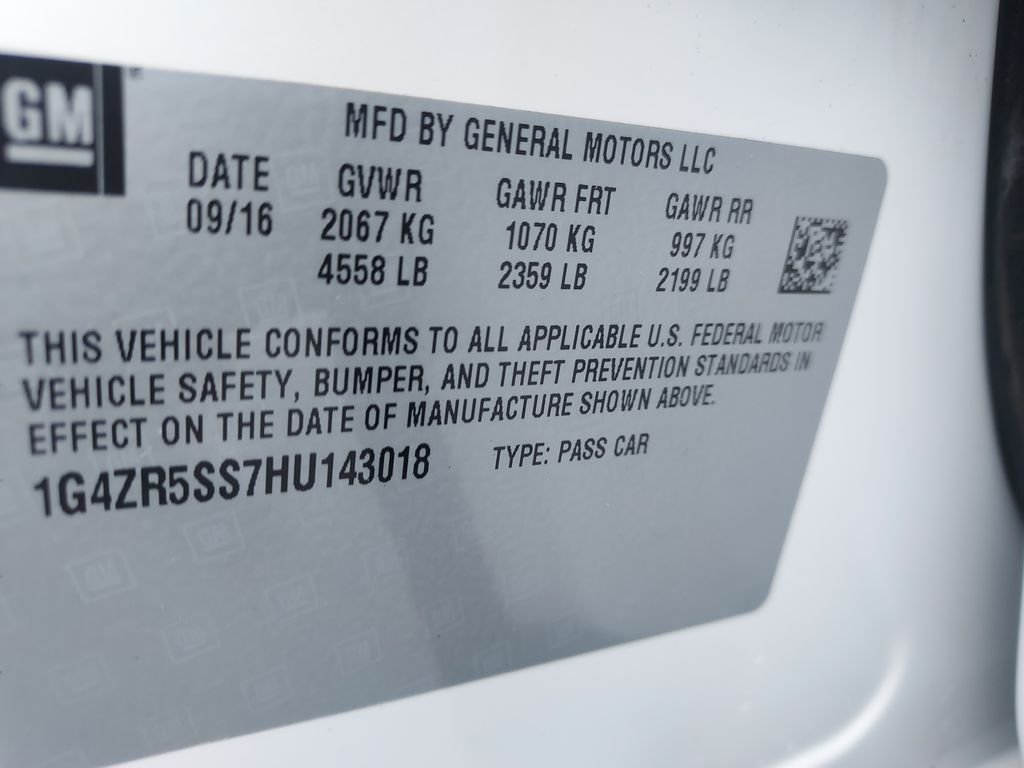 GM
MFD BY GENERAL MOTORS LLC
DATE GVWR GAWR FRT GAWR RR
09/16 2067 KG 1070 KG 997 KG
4558 LB 2359 LB 2199 LB
THIS VEHICLE CONFORMS TO ALL APPLICABLE U.S. FEDERAL MOTOR
VEHICLE SAFETY, BUMPER, AND THEFT PREVENTION STANDARDS IN
EFFECT ON THE DATE OF MANUFACTURE SHOWN ABOVE.
1G4ZR5SS7HU143018 TYPE: PASS CAR